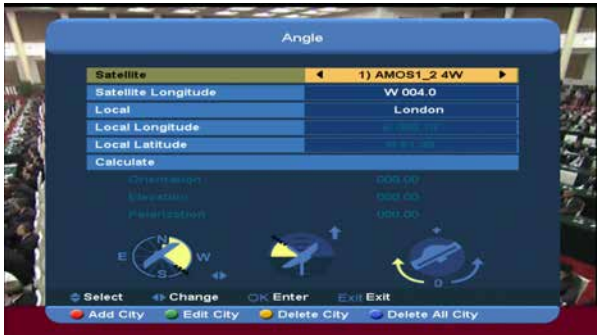 Angle
Satellite 1) AMOS1_2 4W
Satellite Longitude W 004.0
Local London
Local Longitude
Local Latitude
Calculate
Orientation 000.00
Elevation 000.00
Polarization 000.00
N
E W
S
+
0
Select Change OK Enter Exit Exit
Add City Edit City Delete City Delete All City